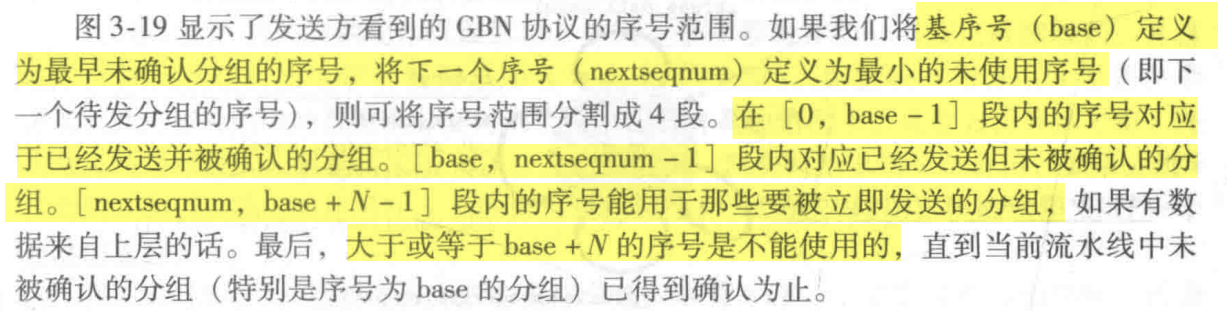 图 3-19 显示了发送方看到的 GBN 协议的序号范围。如果我们将基序号（base）定义
为最早未确认分组的序号，将下一个序号（nextseqnum）定义为最小的未使用序号（即下
一个待发分组的序号），则可将序号范围分割成 4 段。在［0，base－1］段内的序号对应
于已经发送并被确认的分组。［base，nextseqnum－1］段内对应已经发送但未被确认的分
组。［nextseqnum，base＋N－1］段内的序号能用于那些要被立即发送的分组，如果有数
据来自上层的话。最后，大于或等于 base＋N 的序号是不能使用的，直到当前流水线中未
被确认的分组（特别是序号为 base 的分组）已得到确认为止。